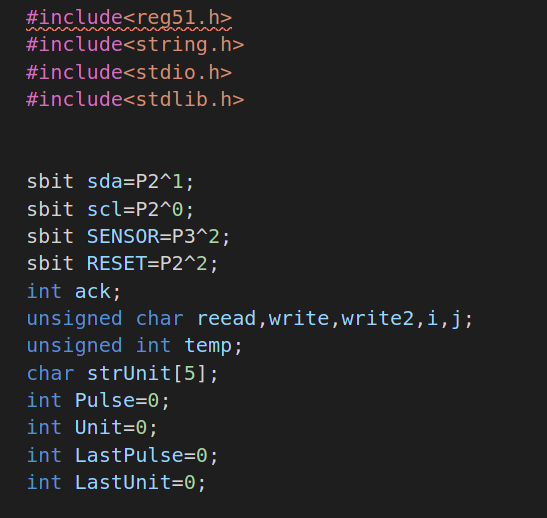 #include<reg51.h>
#include<string.h>
#include<stdio.h>
#include<stdlib.h>
sbit sda=P2^1;
sbit scl=P2^0;
sbit SENSOR=P3^2;
sbit RESET=P2^2;
int ack;
unsigned char reead,write,write2,i,j;
unsigned int temp;
char strUnit[5];
int Pulse=0;
int Unit=0;
int LastPulse=0;
int LastUnit=0;